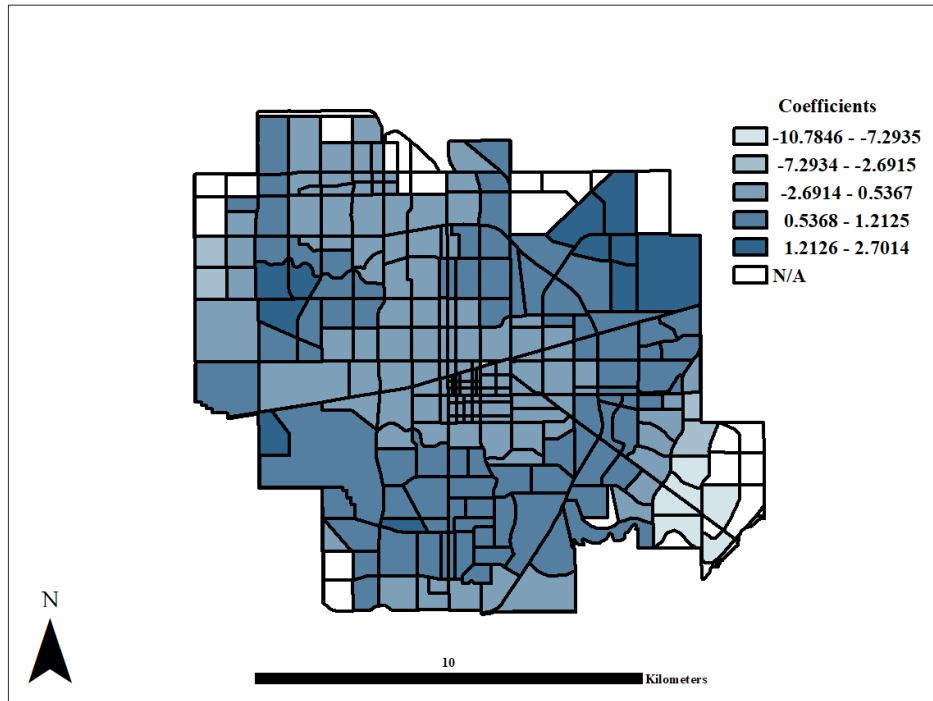 Coefficients
-10.7846 - -7.2935
-7.2934 - -2.6915
-2.6914 - 0.5367
0.5368 - 1.2125
1.2126 - 2.7014
N/A
N
10
Kilometers